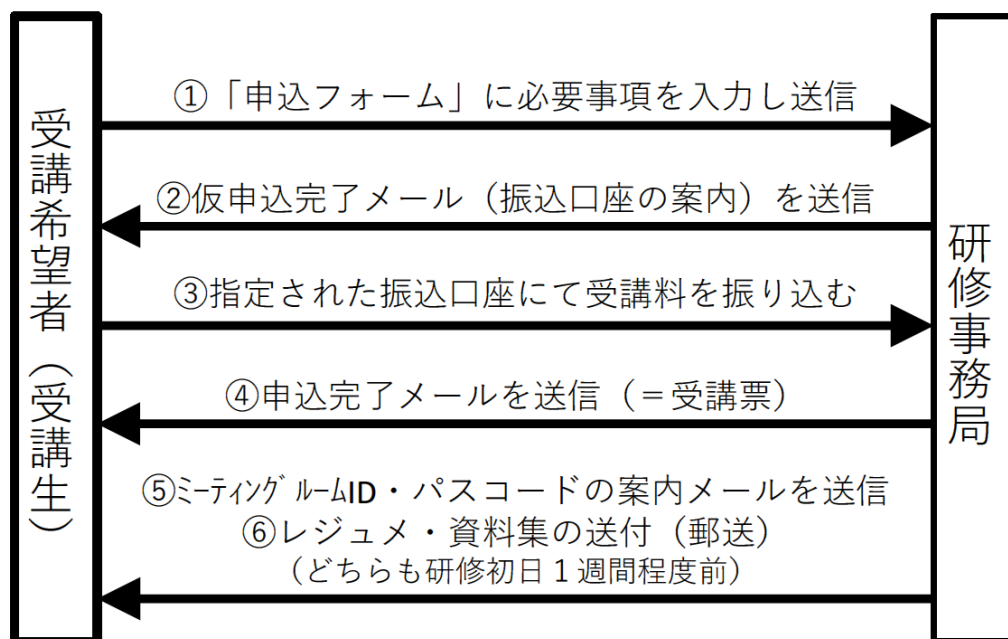 受講希望者（受講生）
①「申込フォーム」に必要事項を入力し送信
②仮申込完了メール（振込口座の案内）を送信
③指定された振込口座にて受講料を振り込む
④申込完了メールを送信（＝受講票）
⑤ﾐｰﾃｨﾝｸﾞﾙｰﾑID・パスコードの案内メールを送信
⑥レジュメ・資料集の送付（郵送）
（どちらも研修初日１週間程度前）
研修事務局